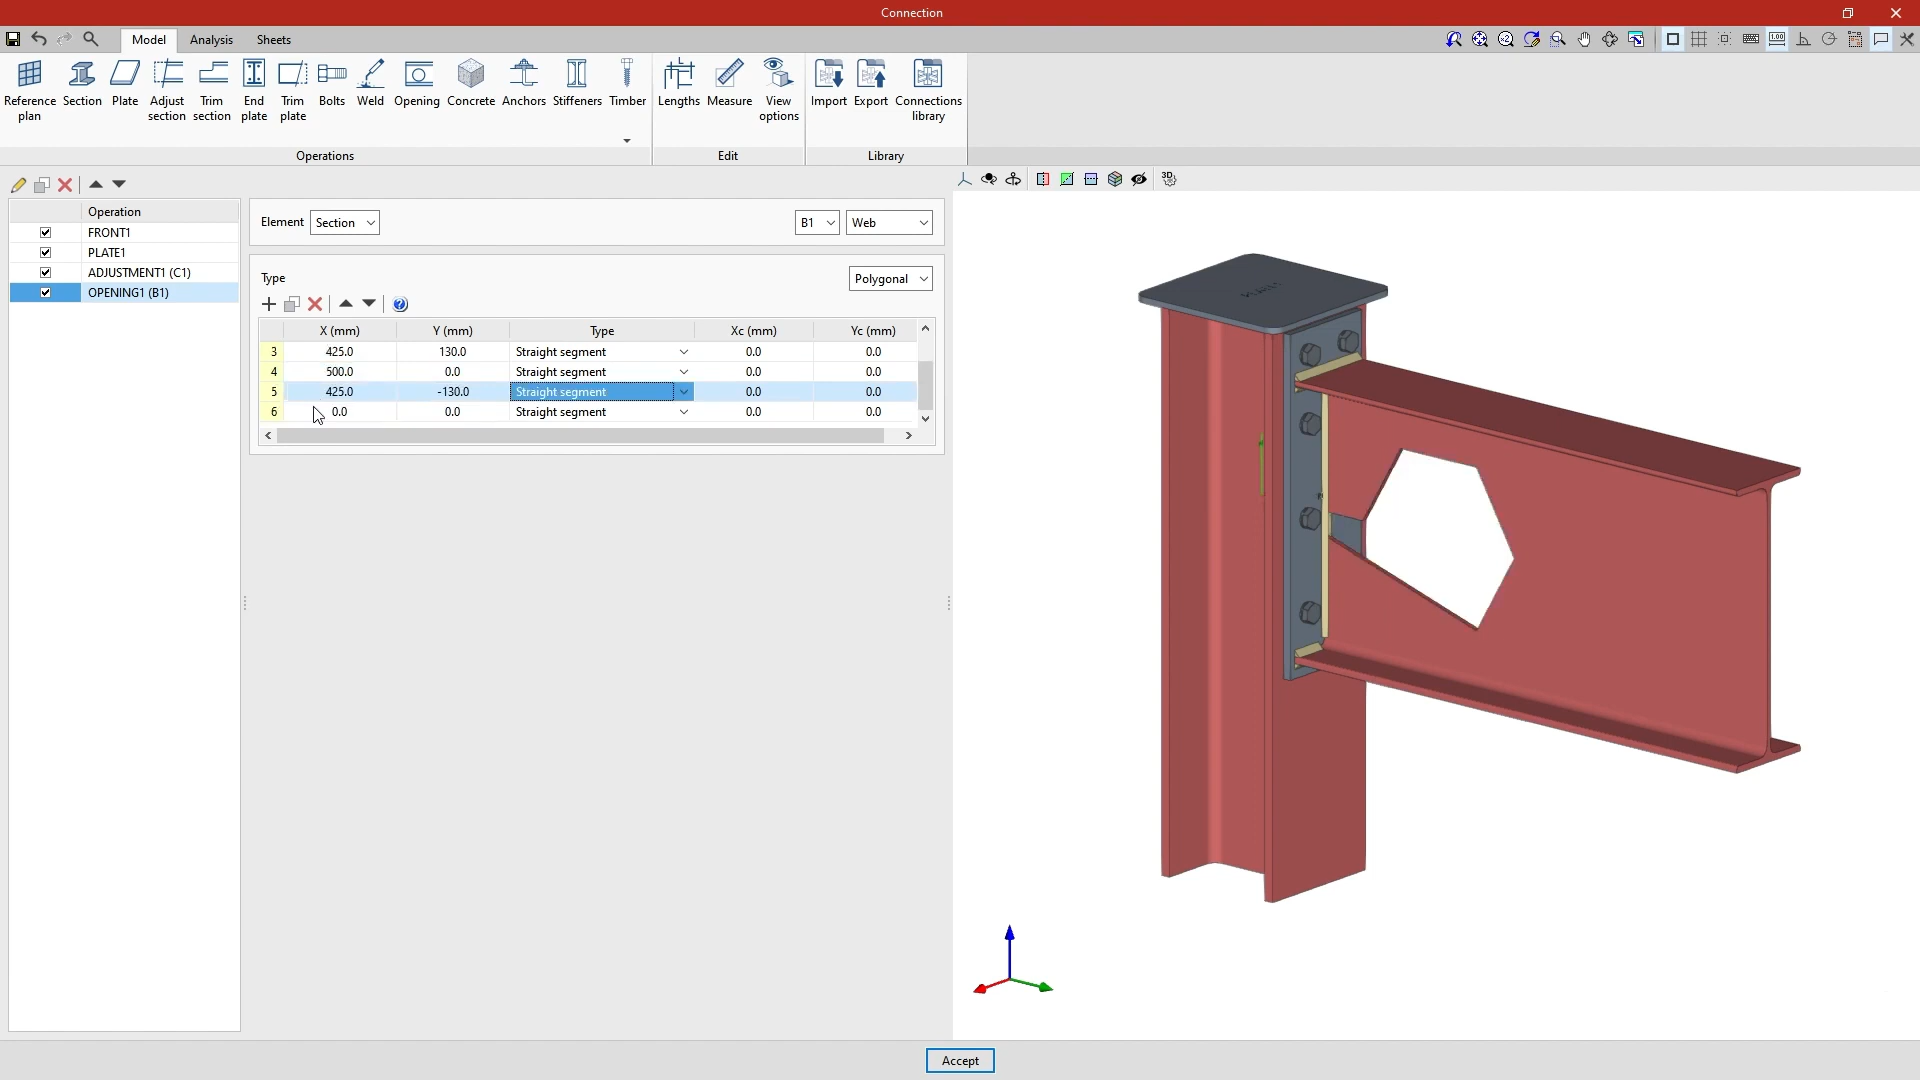 Connection
Model Analysis Sheets
Reference plan Section Plate Adjust section Trim section End plate Trim plate Bolts Weld Opening Concrete Anchors Stiffeners Timber Lengths Measure View options Import Export Connections library
Operations Edit Library
Operation
FRONT1
PLATE1
ADJUSTMENT1 (C1)
OPENING1 (B1)
Element Section B1 Web
Type Polygonal
X (mm) Y (mm) Type Xc (mm) Yc (mm)
3 425.0 130.0 Straight segment 0.0 0.0
4 500.0 0.0 Straight segment 0.0 0.0
5 425.0 -130.0 Straight segment 0.0 0.0
6 0.0 0.0 Straight segment 0.0 0.0
3D
PLATE1
Accept